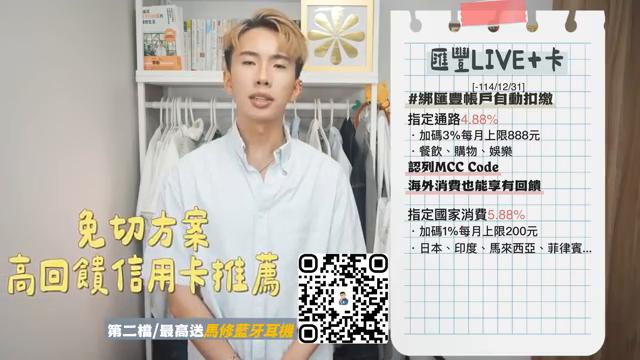 匯豐LIVE+卡
[-114/12/31]
#綁匯豐帳戶自動扣繳
指定通路4.88%
·加碼3%每月上限888元
·餐飲、購物、娛樂
認列MCC Code
海外消費也能享有回饋
指定國家消費5.88%
·加碼1%每月上限200元
·日本、印度、馬來西亞、菲律賓...
免切方案
高回饋信用卡推薦
第二檔/最高送馬修藍牙耳機